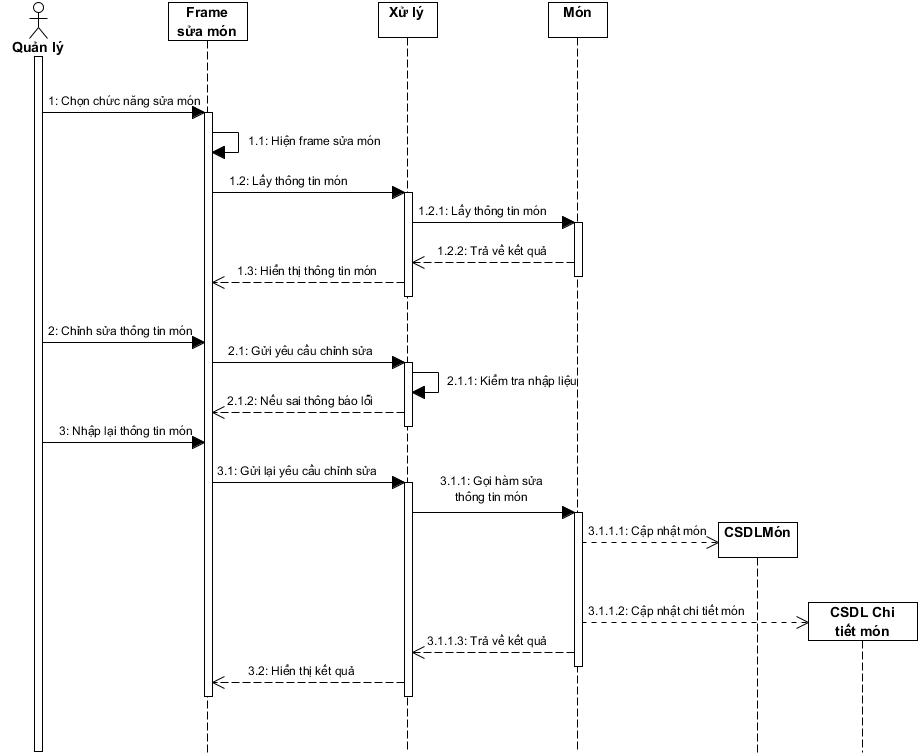 Quản lý
Frame
sửa món
Xử lý
Món
1: Chọn chức năng sửa món
1.1: Hiện frame sửa món
1.2: Lấy thông tin món
1.2.1: Lấy thông tin món
1.2.2: Trả về kết quả
1.3: Hiển thị thông tin món
2: Chỉnh sửa thông tin món
2.1: Gửi yêu cầu chỉnh sửa
2.1.1: Kiểm tra nhập liệu
2.1.2: Nếu sai thông báo lỗi
3: Nhập lại thông tin món
3.1: Gửi lại yêu cầu chỉnh sửa
3.1.1: Gọi hàm sửa
thông tin món
3.1.1.1: Cập nhật món
CSDLMón
3.1.1.2: Cập nhật chi tiết món
CSDL Chi
tiết món
3.1.1.3: Trả về kết quả
3.2: Hiển thị kết quả